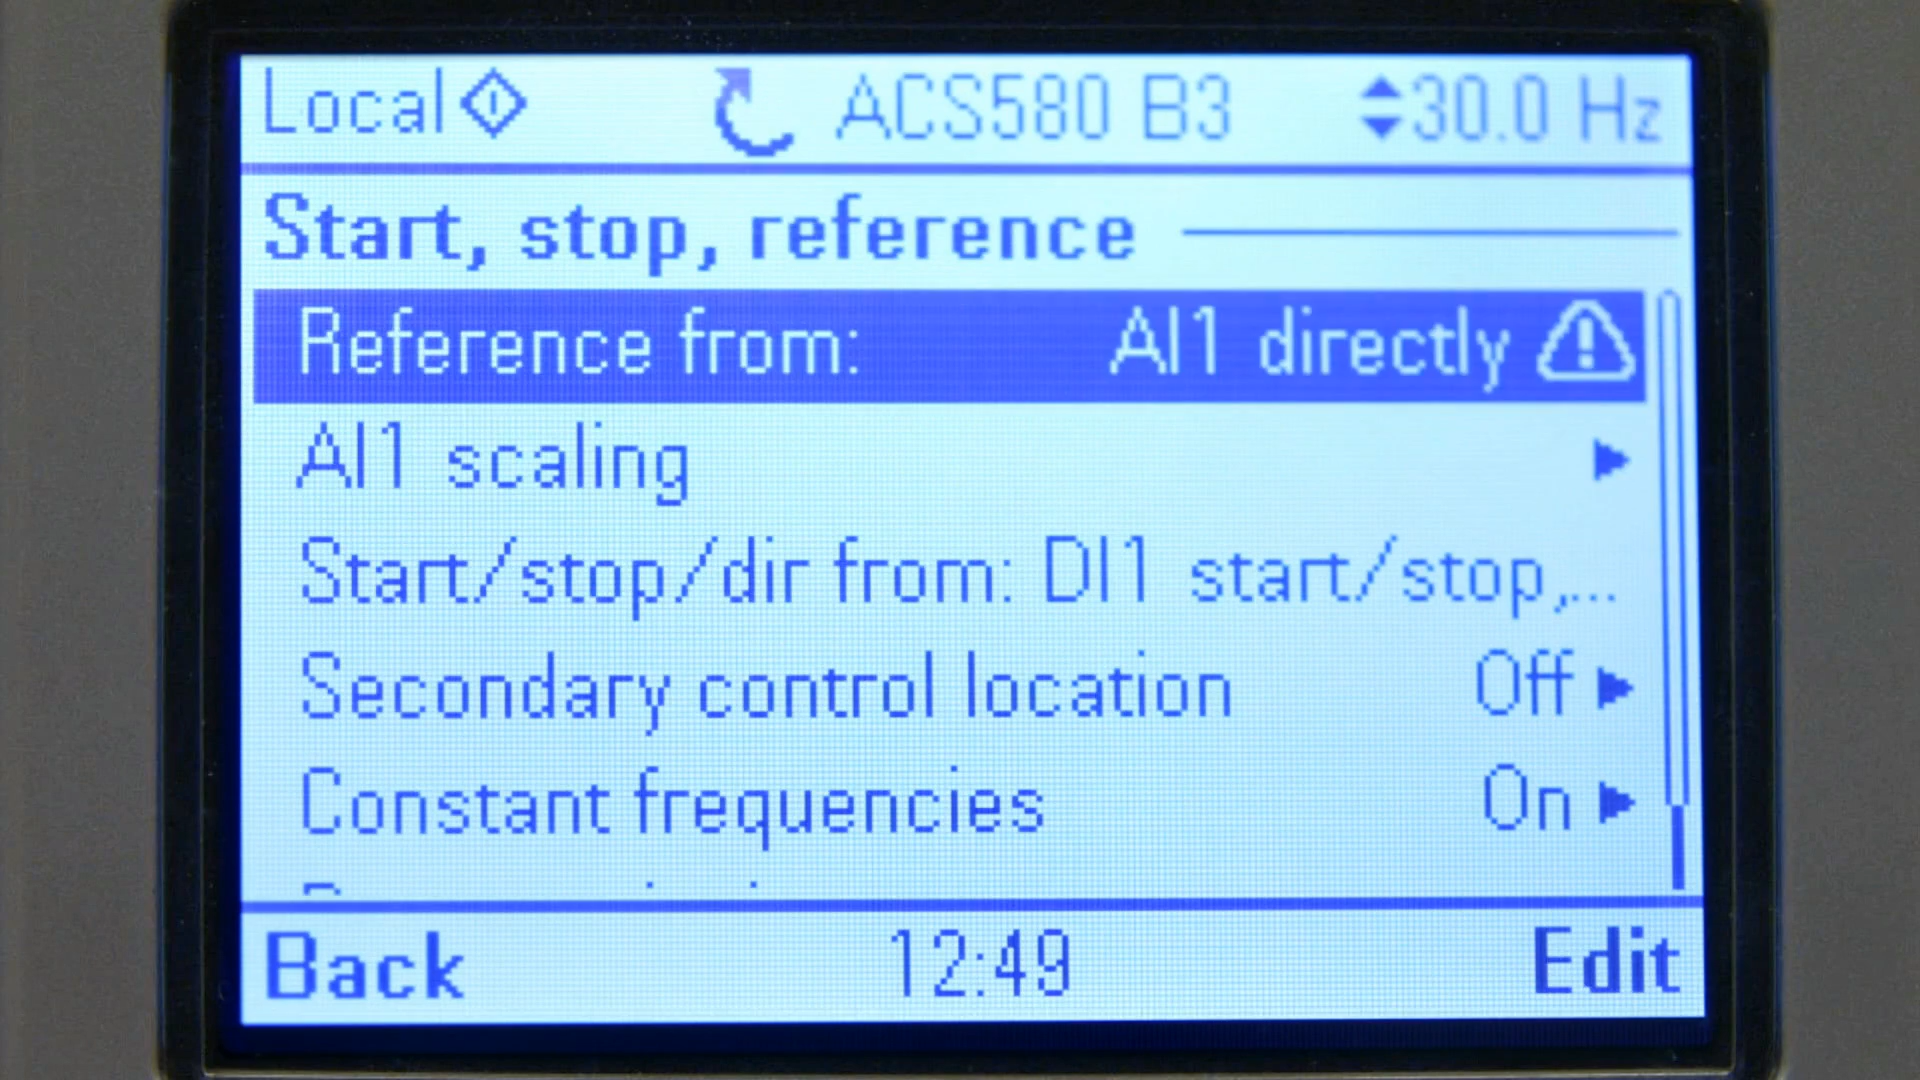 Local ACS580 B3 30.0 Hz
Start, stop, reference
Reference from: AI1 directly
AI1 scaling
Start/stop/dir from: DI1 start/stop,...
Secondary control location Off
Constant frequencies On
Back 12:49 Edit